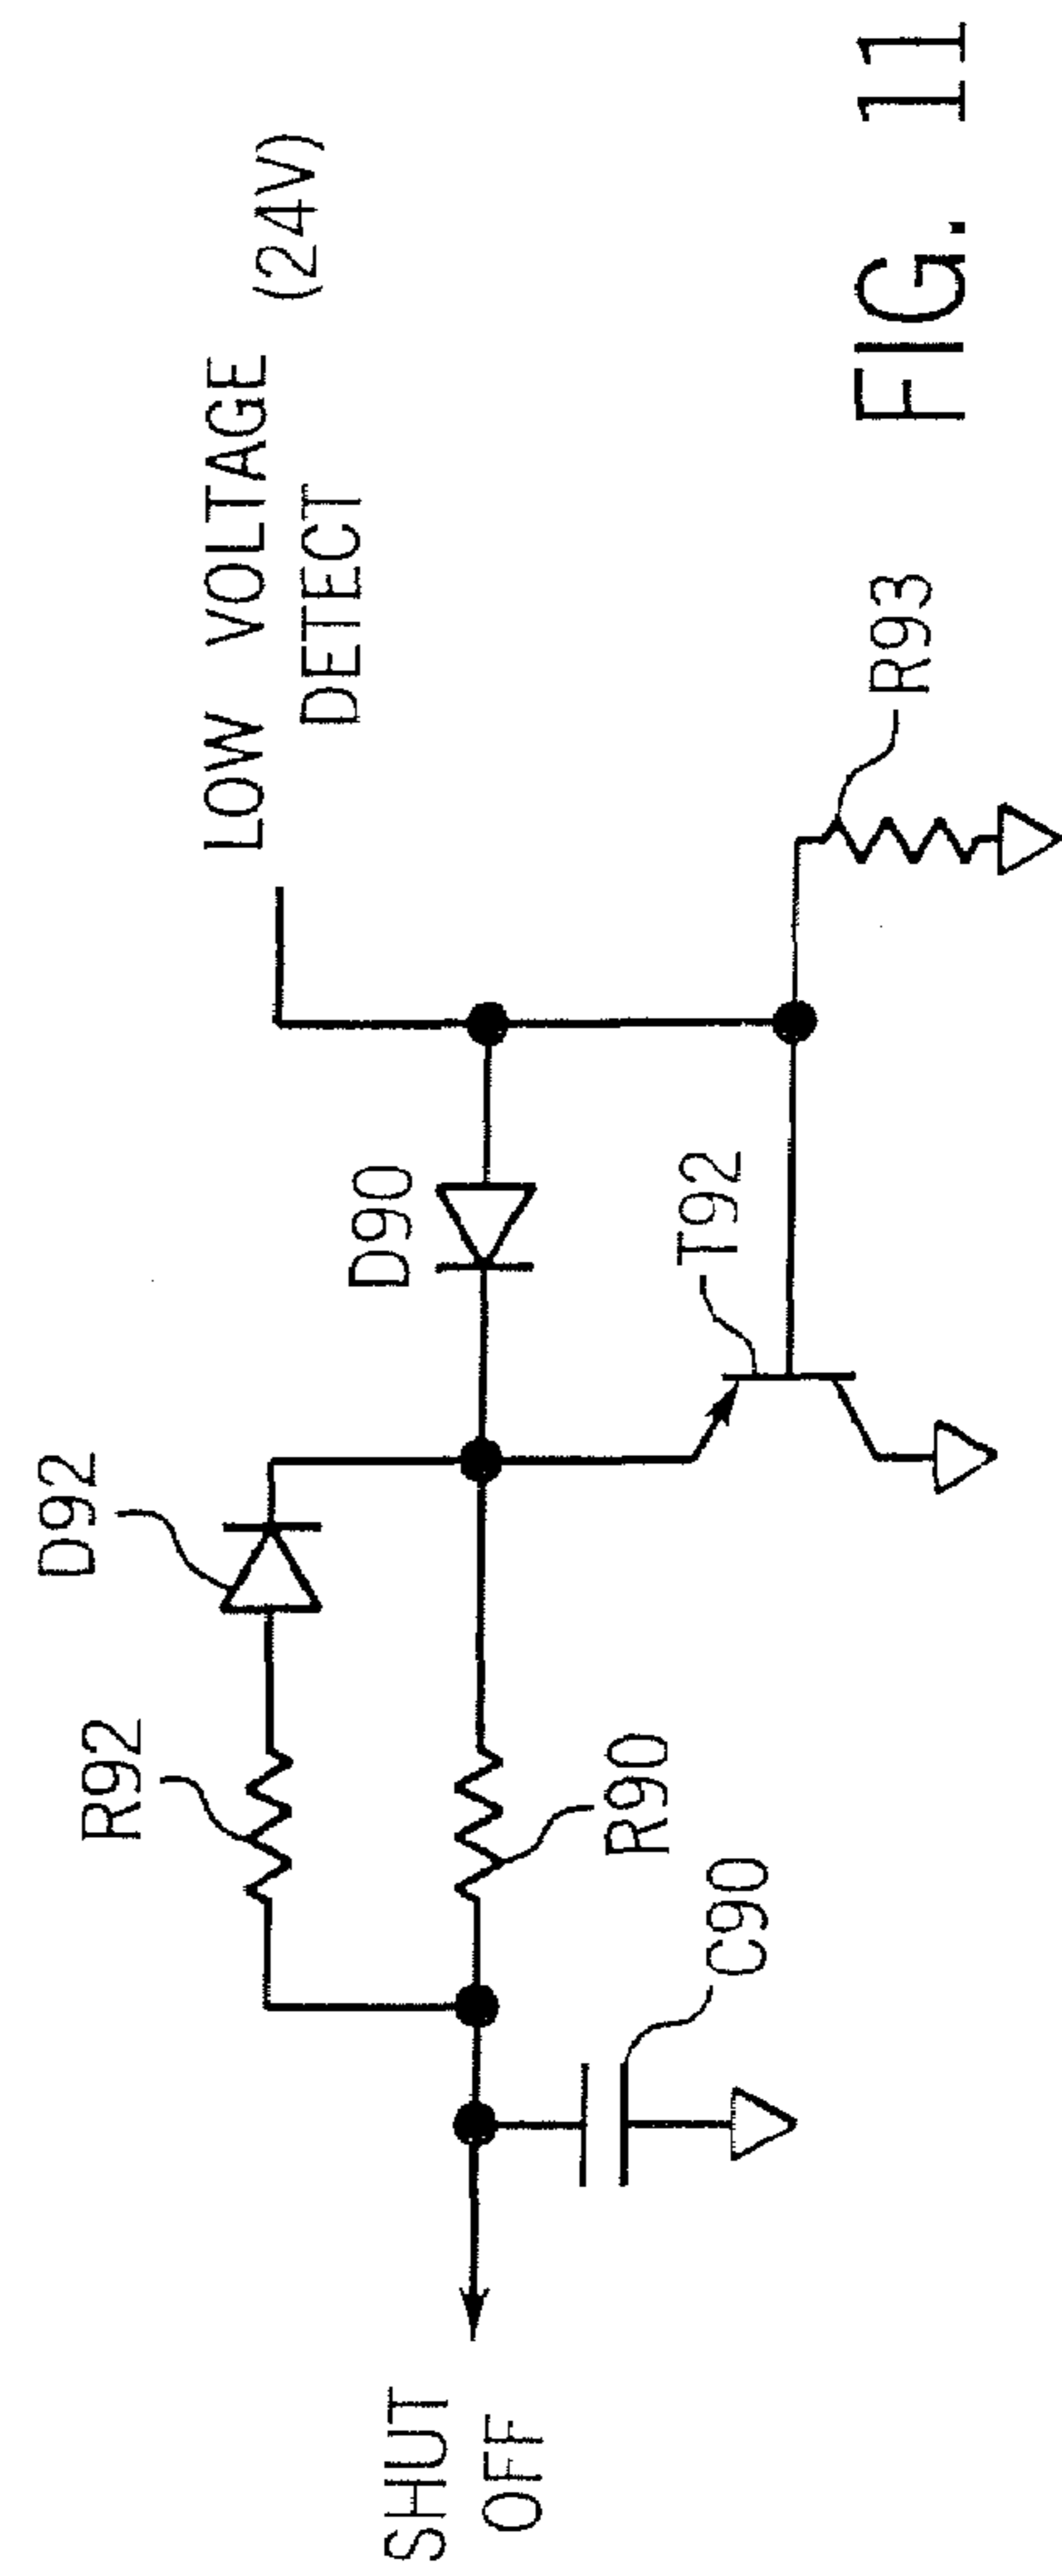 SHUT
OFF
R92
D92
C90
R90
D90
T92
LOW VOLTAGE (24V)
DETECT
R93
FIG. 11